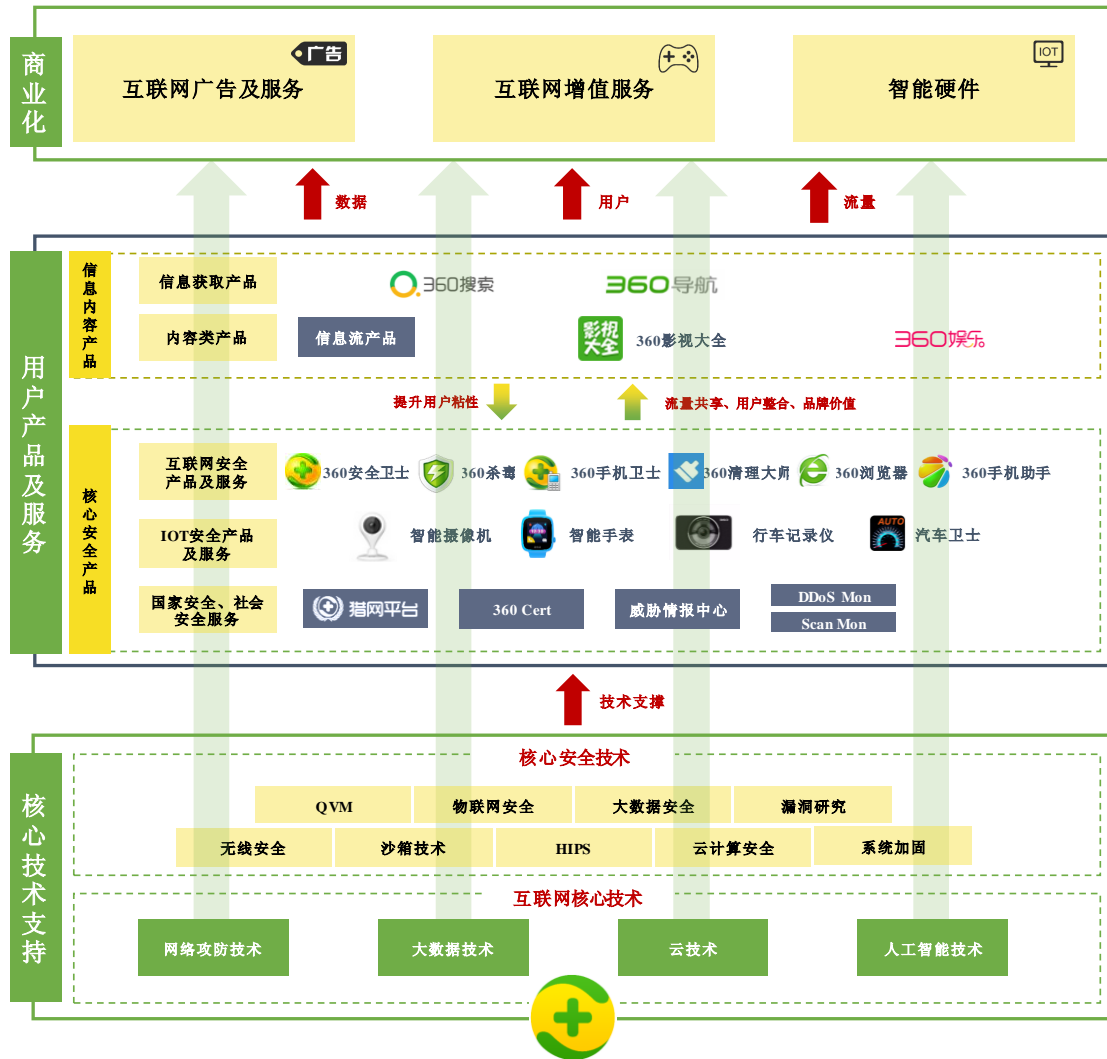 商业化
广告
互联网广告及服务
互联网增值服务
IOT
智能硬件
数据
用户
流量
用户产品及服务
信息内容产品
信息获取产品
360搜索
360导航
内容类产品
信息流产品
影视大全
360影视大全
360娱乐
提升用户粘性
流量共享、用户整合、品牌价值
核心安全产品
互联网安全
产品及服务
360安全卫士
360杀毒
360手机卫士
360清理大师
360浏览器
360手机助手
IOT安全产品
及服务
智能摄像机
智能手表
行车记录仪
AUTO
汽车卫士
国家安全、社会
安全服务
猎网平台
360 Cert
威胁情报中心
DDoS Mon
Scan Mon
技术支撑
核心技术支持
核心安全技术
QVM
物联网安全
大数据安全
漏洞研究
无线安全
沙箱技术
HIPS
云计算安全
系统加固
互联网核心技术
网络攻防技术
大数据技术
云技术
人工智能技术